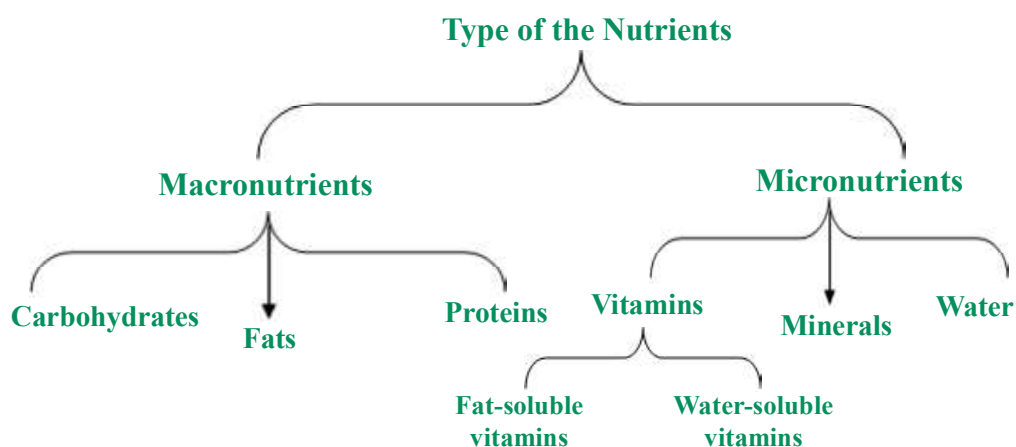 Type of the Nutrients
Macronutrients
Micronutrients
Carbohydrates
Fats
Proteins
Vitamins
Minerals
Water
Fat-soluble
vitamins
Water-soluble
vitamins